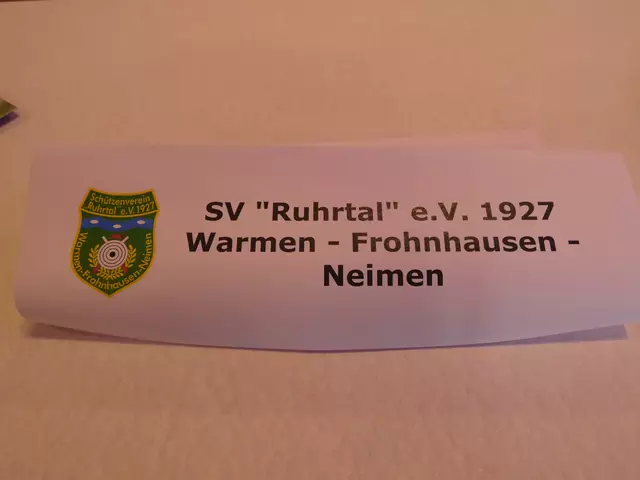 Schützenverein
Ruhrtal e.V. 1927
Warmen-Frohnhausen-Neimen
SV "Ruhrtal" e.V. 1927
Warmen - Frohnhausen -
Neimen